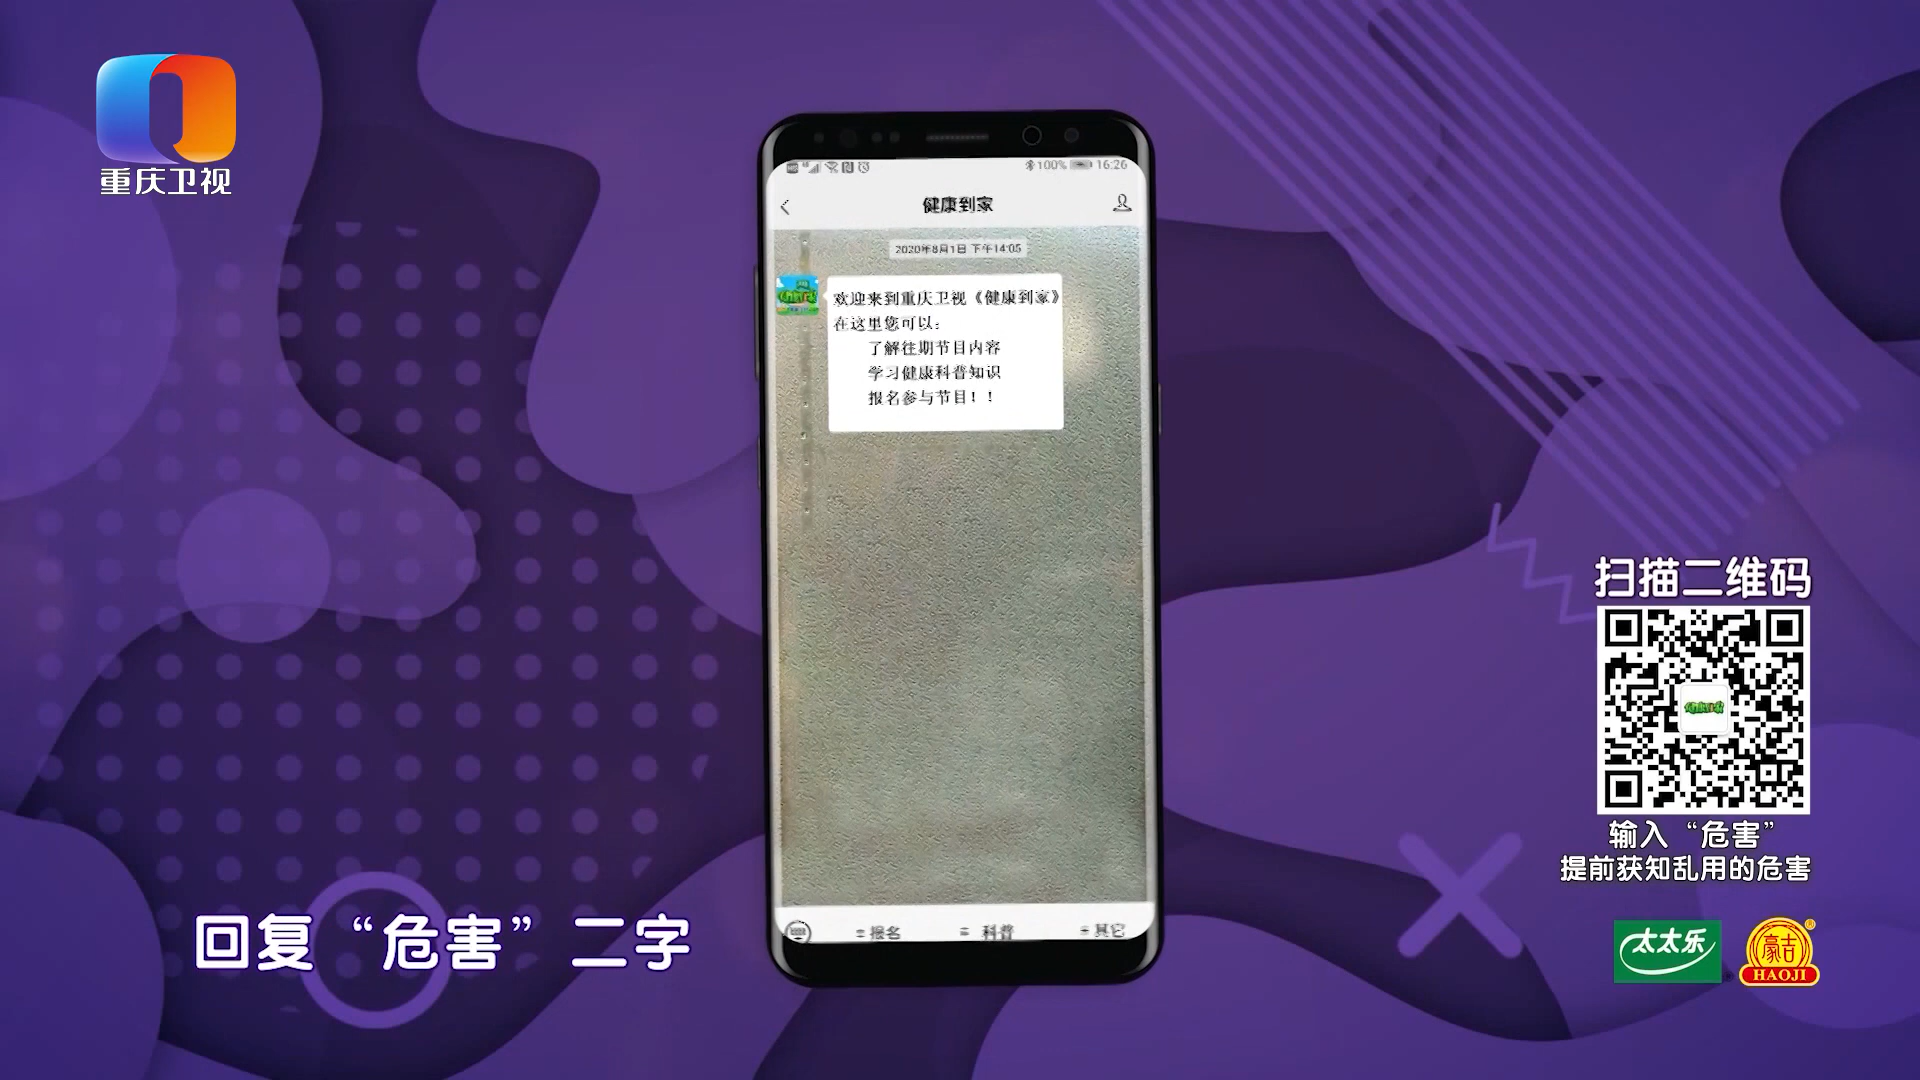 重庆卫视
100% 16:26
健康到家
2020年8月1日 下午14:05
欢迎来到重庆卫视《健康到家》
在这里您可以：
了解往期节目内容
学习健康科普知识
报名参与节目！！
报名
科普
其它
回复“危害”二字
扫描二维码
健康到家
输入“危害”
提前获知乱用的危害
太太乐
豪吉
HAOJI